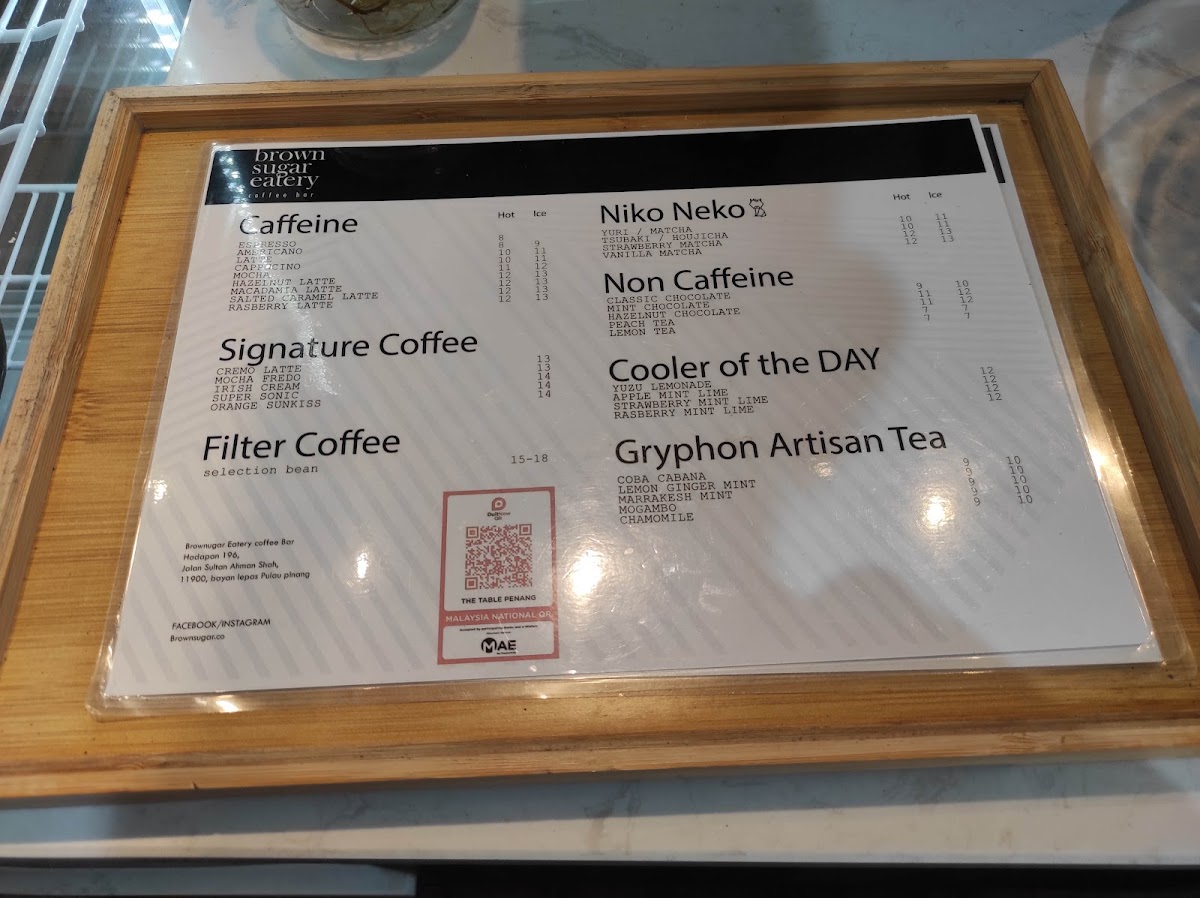 brown
sugar
eatery
coffee bar
Caffeine Hot Ice
ESPRESSO 8
AMERICANO 8 9
LATTE 10 11
CAPPUCINO 10 11
MOCHA 11 12
HAZELNUT LATTE 12 13
MACADAMIA LATTE 12 13
SALTED CARAMEL LATTE 12 13
RASBERRY LATTE 12 13
Signature Coffee
CREMO LATTE 13
MOCHA FREDO 13
IRISH CREAM 14
SUPER SONIC 14
ORANGE SUNKISS 14
Filter Coffee
selection bean 15-18
Brownugar Eatery coffee Bar
Hadapan 196,
Jalan Sultan Ahman Shah,
11900, bayan lepas Pulau pinang
FACEBOOK/INSTAGRAM
Brownsugar.co
DuitNow
QR
THE TABLE PENANG
MALAYSIA NATIONAL QR
MAE
Niko Neko Hot Ice
YURI / MATCHA 10 11
TSUBAKI / HOUJICHA 10 11
STRAWBERRY MATCHA 12 13
VANILLA MATCHA 12 13
Non Caffeine
CLASSIC CHOCOLATE 9 10
MINT CHOCOLATE 11 12
HAZELNUT CHOCOLATE 11 12
PEACH TEA 7 7
LEMON TEA 7 7
Cooler of the DAY
YUZU LEMONADE 12
APPLE MINT LIME 12
STRAWBERRY MINT LIME 12
RASBERRY MINT LIME 12
Gryphon Artisan Tea
COBA CABANA 9 10
LEMON GINGER MINT 9 10
MARRAKESH MINT 9 10
MOGAMBO 9 10
CHAMOMILE 9 10